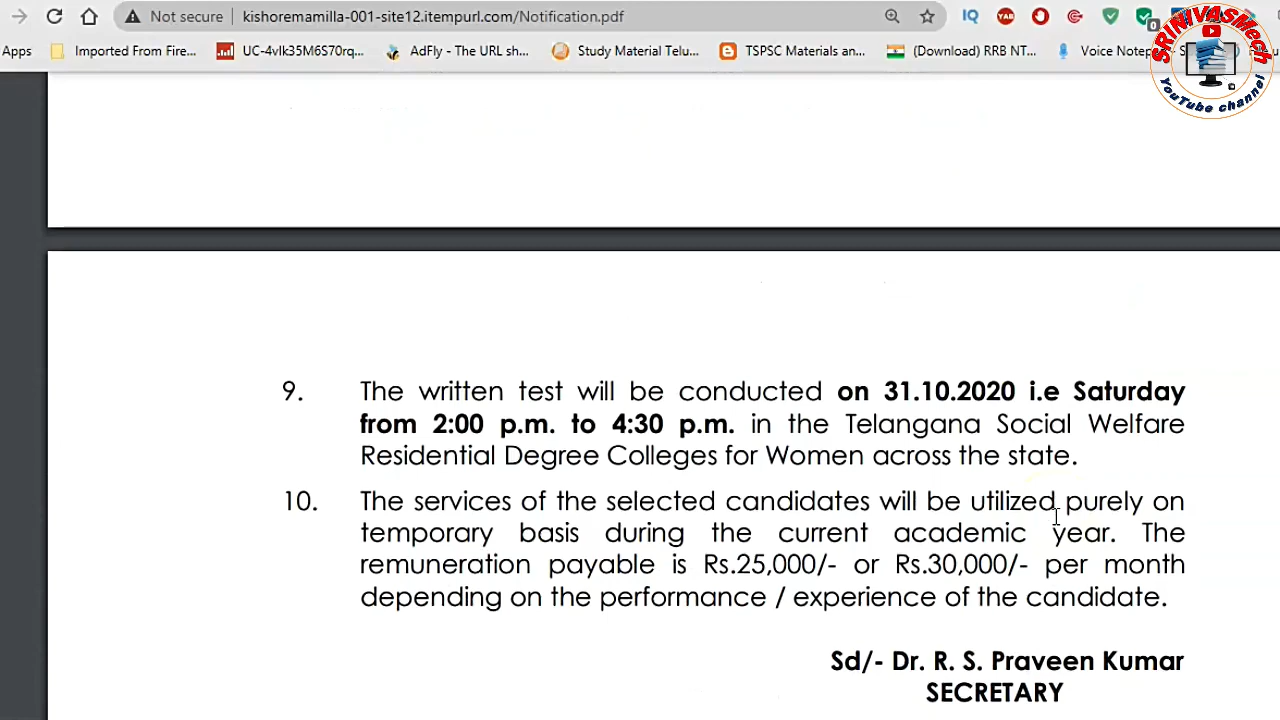 Not secure kishoremamilla-001-site12.itempurl.com/Notification.pdf
Apps Imported From Fire... UC-4vIk35M6S70rq... AdFly - The URL sh... Study Material Telu... TSPSC Materials an... (Download) RRB NT... Voice Notep
SRINIVASMech
YouTube channel
9. The written test will be conducted on 31.10.2020 i.e Saturday
from 2:00 p.m. to 4:30 p.m. in the Telangana Social Welfare
Residential Degree Colleges for Women across the state.
10. The services of the selected candidates will be utilized purely on
temporary basis during the current academic year. The
remuneration payable is Rs.25,000/- or Rs.30,000/- per month
depending on the performance / experience of the candidate.
Sd/- Dr. R. S. Praveen Kumar
SECRETARY